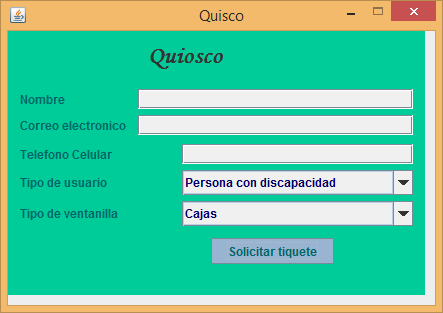 Quisco
Quiosco
Nombre
Correo electronico
Telefono Celular
Tipo de usuario Persona con discapacidad
Tipo de ventanilla Cajas
Solicitar tiquete